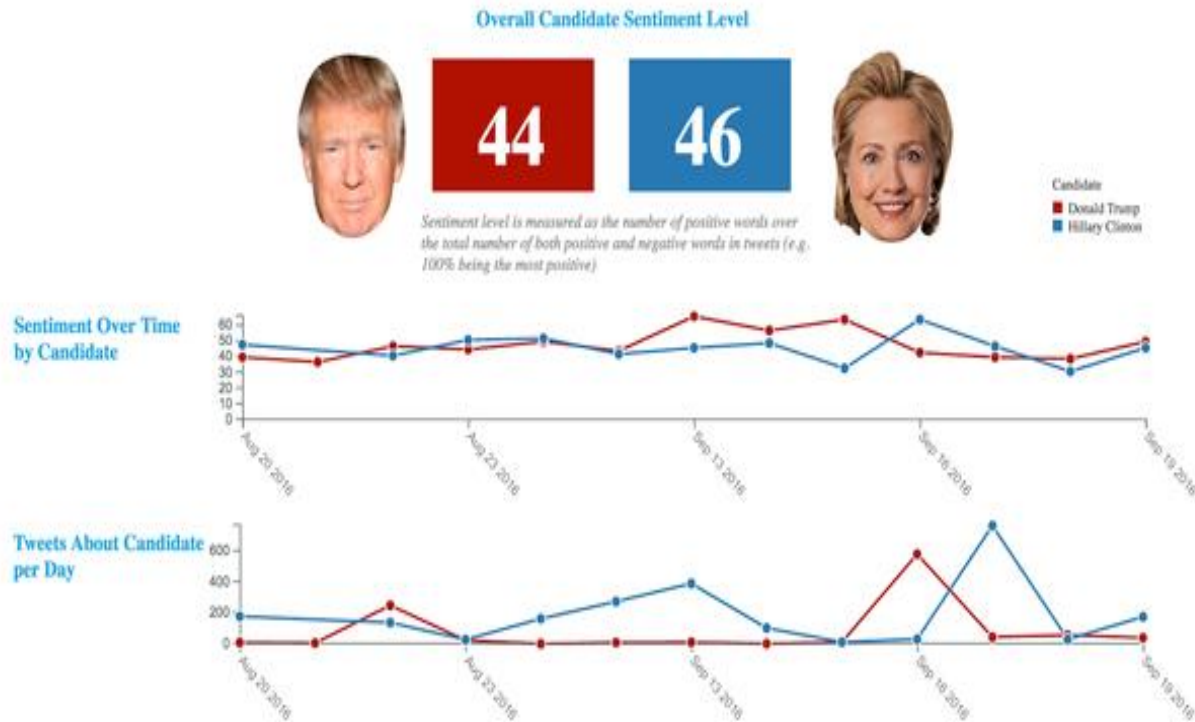 Overall Candidate Sentiment Level
44
46
Sentiment level is measured as the number of positive words over
the total number of both positive and negative words in tweets (e.g.
100% being the most positive)
Candidate
Donald Trump
Hillary Clinton
Sentiment Over Time
by Candidate
60
50
40
30
20
10
0
Aug 20 2016
Aug 23 2016
Sep 13 2016
Sep 16 2016
Sep 19 2016
Tweets About Candidate
per Day
600
400
200
0
Aug 20 2016
Aug 23 2016
Sep 13 2016
Sep 16 2016
Sep 19 2016